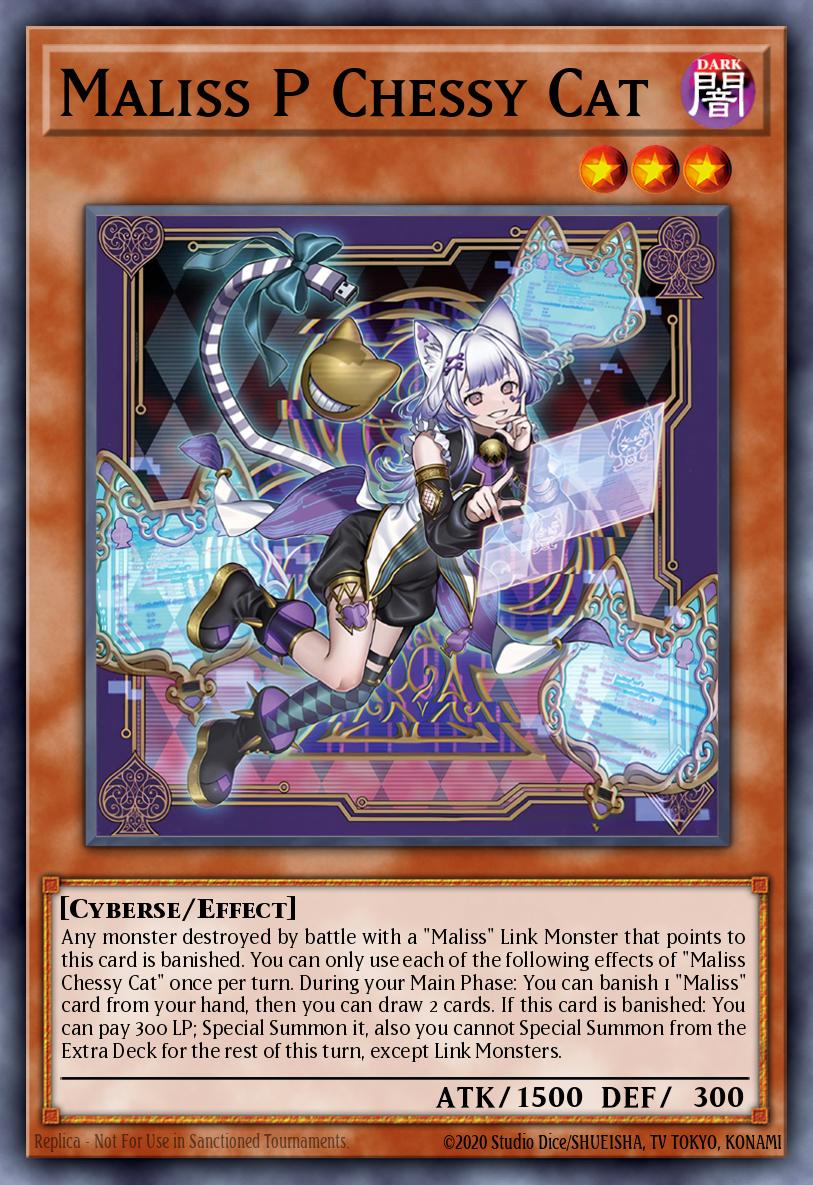 Maliss P Chessy Cat
DARK
闇
[Cyberse/Effect]
Any monster destroyed by battle with a "Maliss" Link Monster that points to
this card is banished. You can only use each of the following effects of "Maliss
Chessy Cat" once per turn. During your Main Phase: You can banish 1 "Maliss"
card from your hand, then you can draw 2 cards. If this card is banished: You
can pay 300 LP; Special Summon it, also you cannot Special Summon from the
Extra Deck for the rest of this turn, except Link Monsters.
ATK/1500 DEF/ 300
Replica - Not For Use in Sanctioned Tournaments. ©2020 Studio Dice/SHUEISHA, TV TOKYO, KONAMI